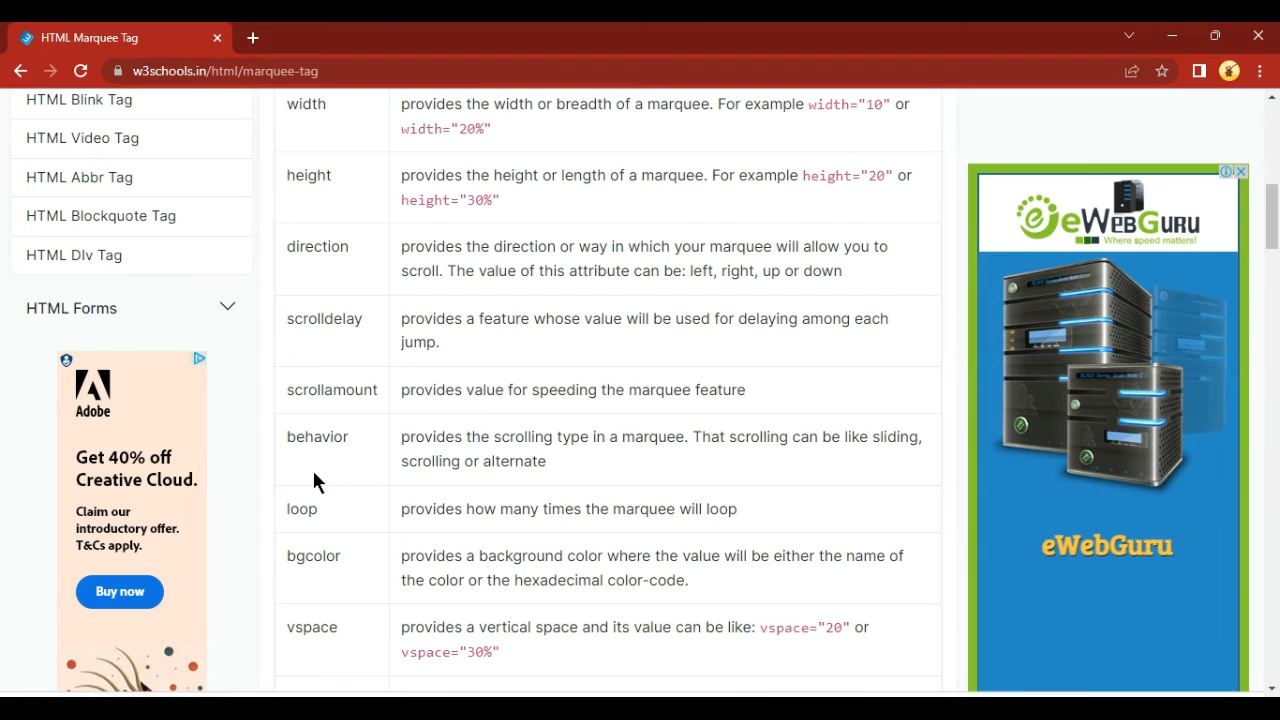 HTML Marquee Tag
w3schools.in/html/marquee-tag
HTML Blink Tag
HTML Video Tag
HTML Abbr Tag
HTML Blockquote Tag
HTML DIv Tag
HTML Forms
Adobe
Get 40% off
Creative Cloud.
Claim our
introductory offer.
T&Cs apply.
Buy now
width
provides the width or breadth of a marquee. For example width="10" or
width="20%"
height
provides the height or length of a marquee. For example height="20" or
height="30%"
direction
provides the direction or way in which your marquee will allow you to
scroll. The value of this attribute can be: left, right, up or down
scrolldelay
provides a feature whose value will be used for delaying among each
jump.
scrollamount
provides value for speeding the marquee feature
behavior
provides the scrolling type in a marquee. That scrolling can be like sliding,
scrolling or alternate
loop
provides how many times the marquee will loop
bgcolor
provides a background color where the value will be either the name of
the color or the hexadecimal color-code.
vspace
provides a vertical space and its value can be like: vspace="20" or
vspace="30%"
eWebGuru
Where speed matters!
eWebGuru